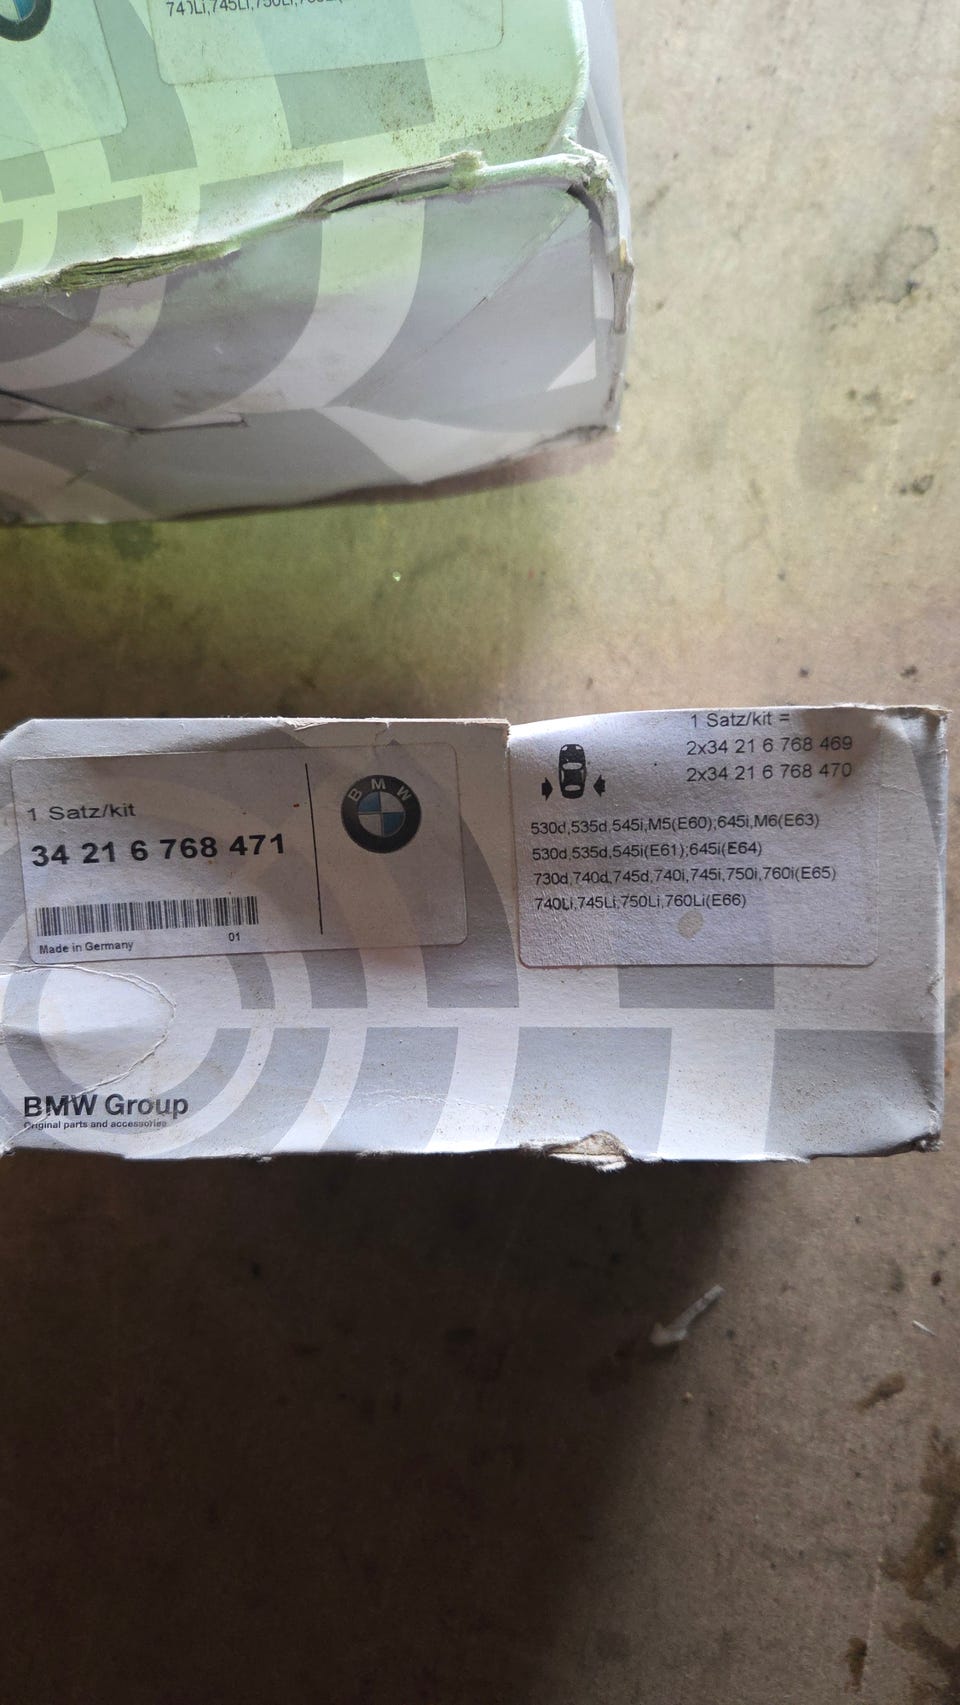 740Li,745Li,750Li,
1 Satz/kit
34 21 6 768 471
Made in Germany
01
BMW
1 Satz/kit =
2x34 21 6 768 469
2x34 21 6 768 470
530d,535d,545i,M5(E60);645i,M6(E63)
530d,535d,545i(E61);645i(E64)
730d,740d,745d,740i,745i,750i,760i(E65)
740Li,745Li,750Li,760Li(E66)
BMW Group
Original parts and accessories